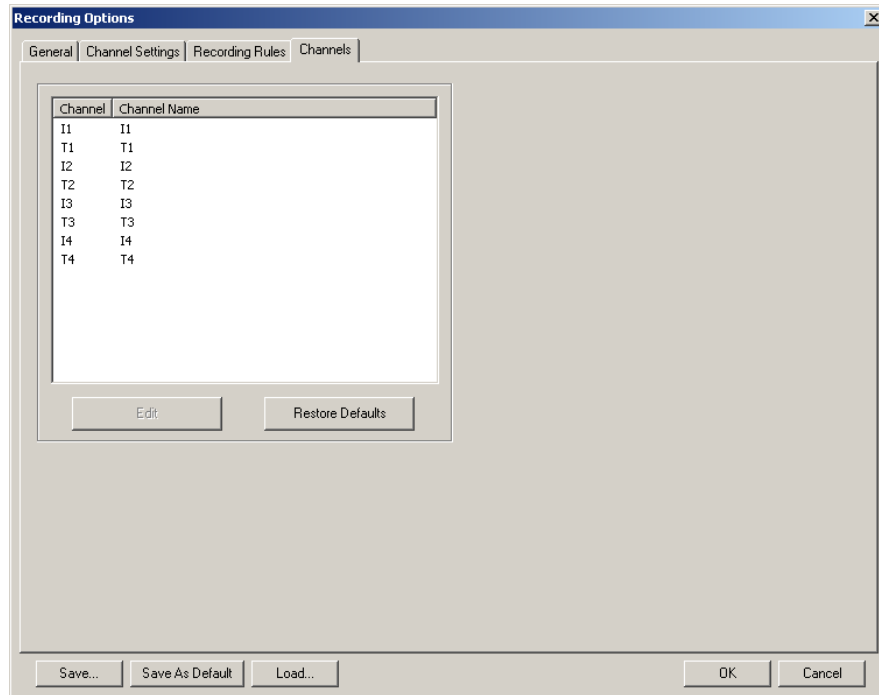 Recording Options
General Channel Settings Recording Rules Channels
Channel Channel Name
I1 I1
T1 T1
I2 I2
T2 T2
I3 I3
T3 T3
I4 I4
T4 T4
Edit Restore Defaults
Save... Save As Default Load... OK Cancel